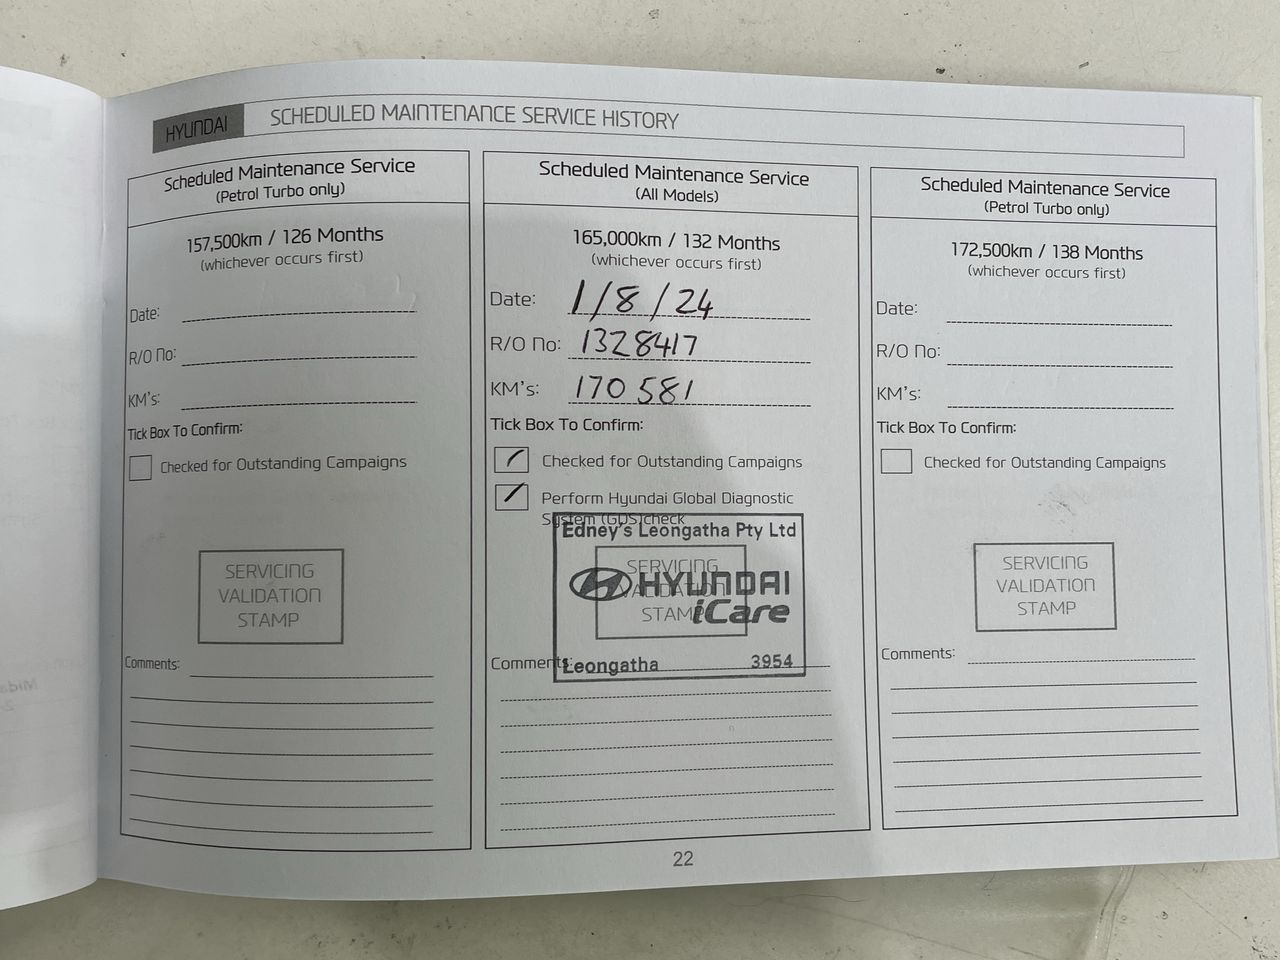 HYUNDAI SCHEDULED MAINTENANCE SERVICE HISTORY
Scheduled Maintenance Service
(Petrol Turbo only)
157,500km / 126 Months
(whichever occurs first)
Date:
R/O No:
KM's:
Tick Box To Confirm:
Checked for Outstanding Campaigns
SERVICING
VALIDATION
STAMP
Comments:
Scheduled Maintenance Service
(All Models)
165,000km / 132 Months
(whichever occurs first)
Date: 1/8/24
R/O No: 1328417
KM's: 170 581
Tick Box To Confirm:
Checked for Outstanding Campaigns
Perform Hyundai Global Diagnostic
System (GDS)check
Edney's Leongatha Pty Ltd
SERVICING
HYUNDAI
VALIDATION
STAMP
iCare
Comments:
Leongatha 3954
Scheduled Maintenance Service
(Petrol Turbo only)
172,500km / 138 Months
(whichever occurs first)
Date:
R/O No:
KM's:
Tick Box To Confirm:
Checked for Outstanding Campaigns
SERVICING
VALIDATION
STAMP
Comments:
22